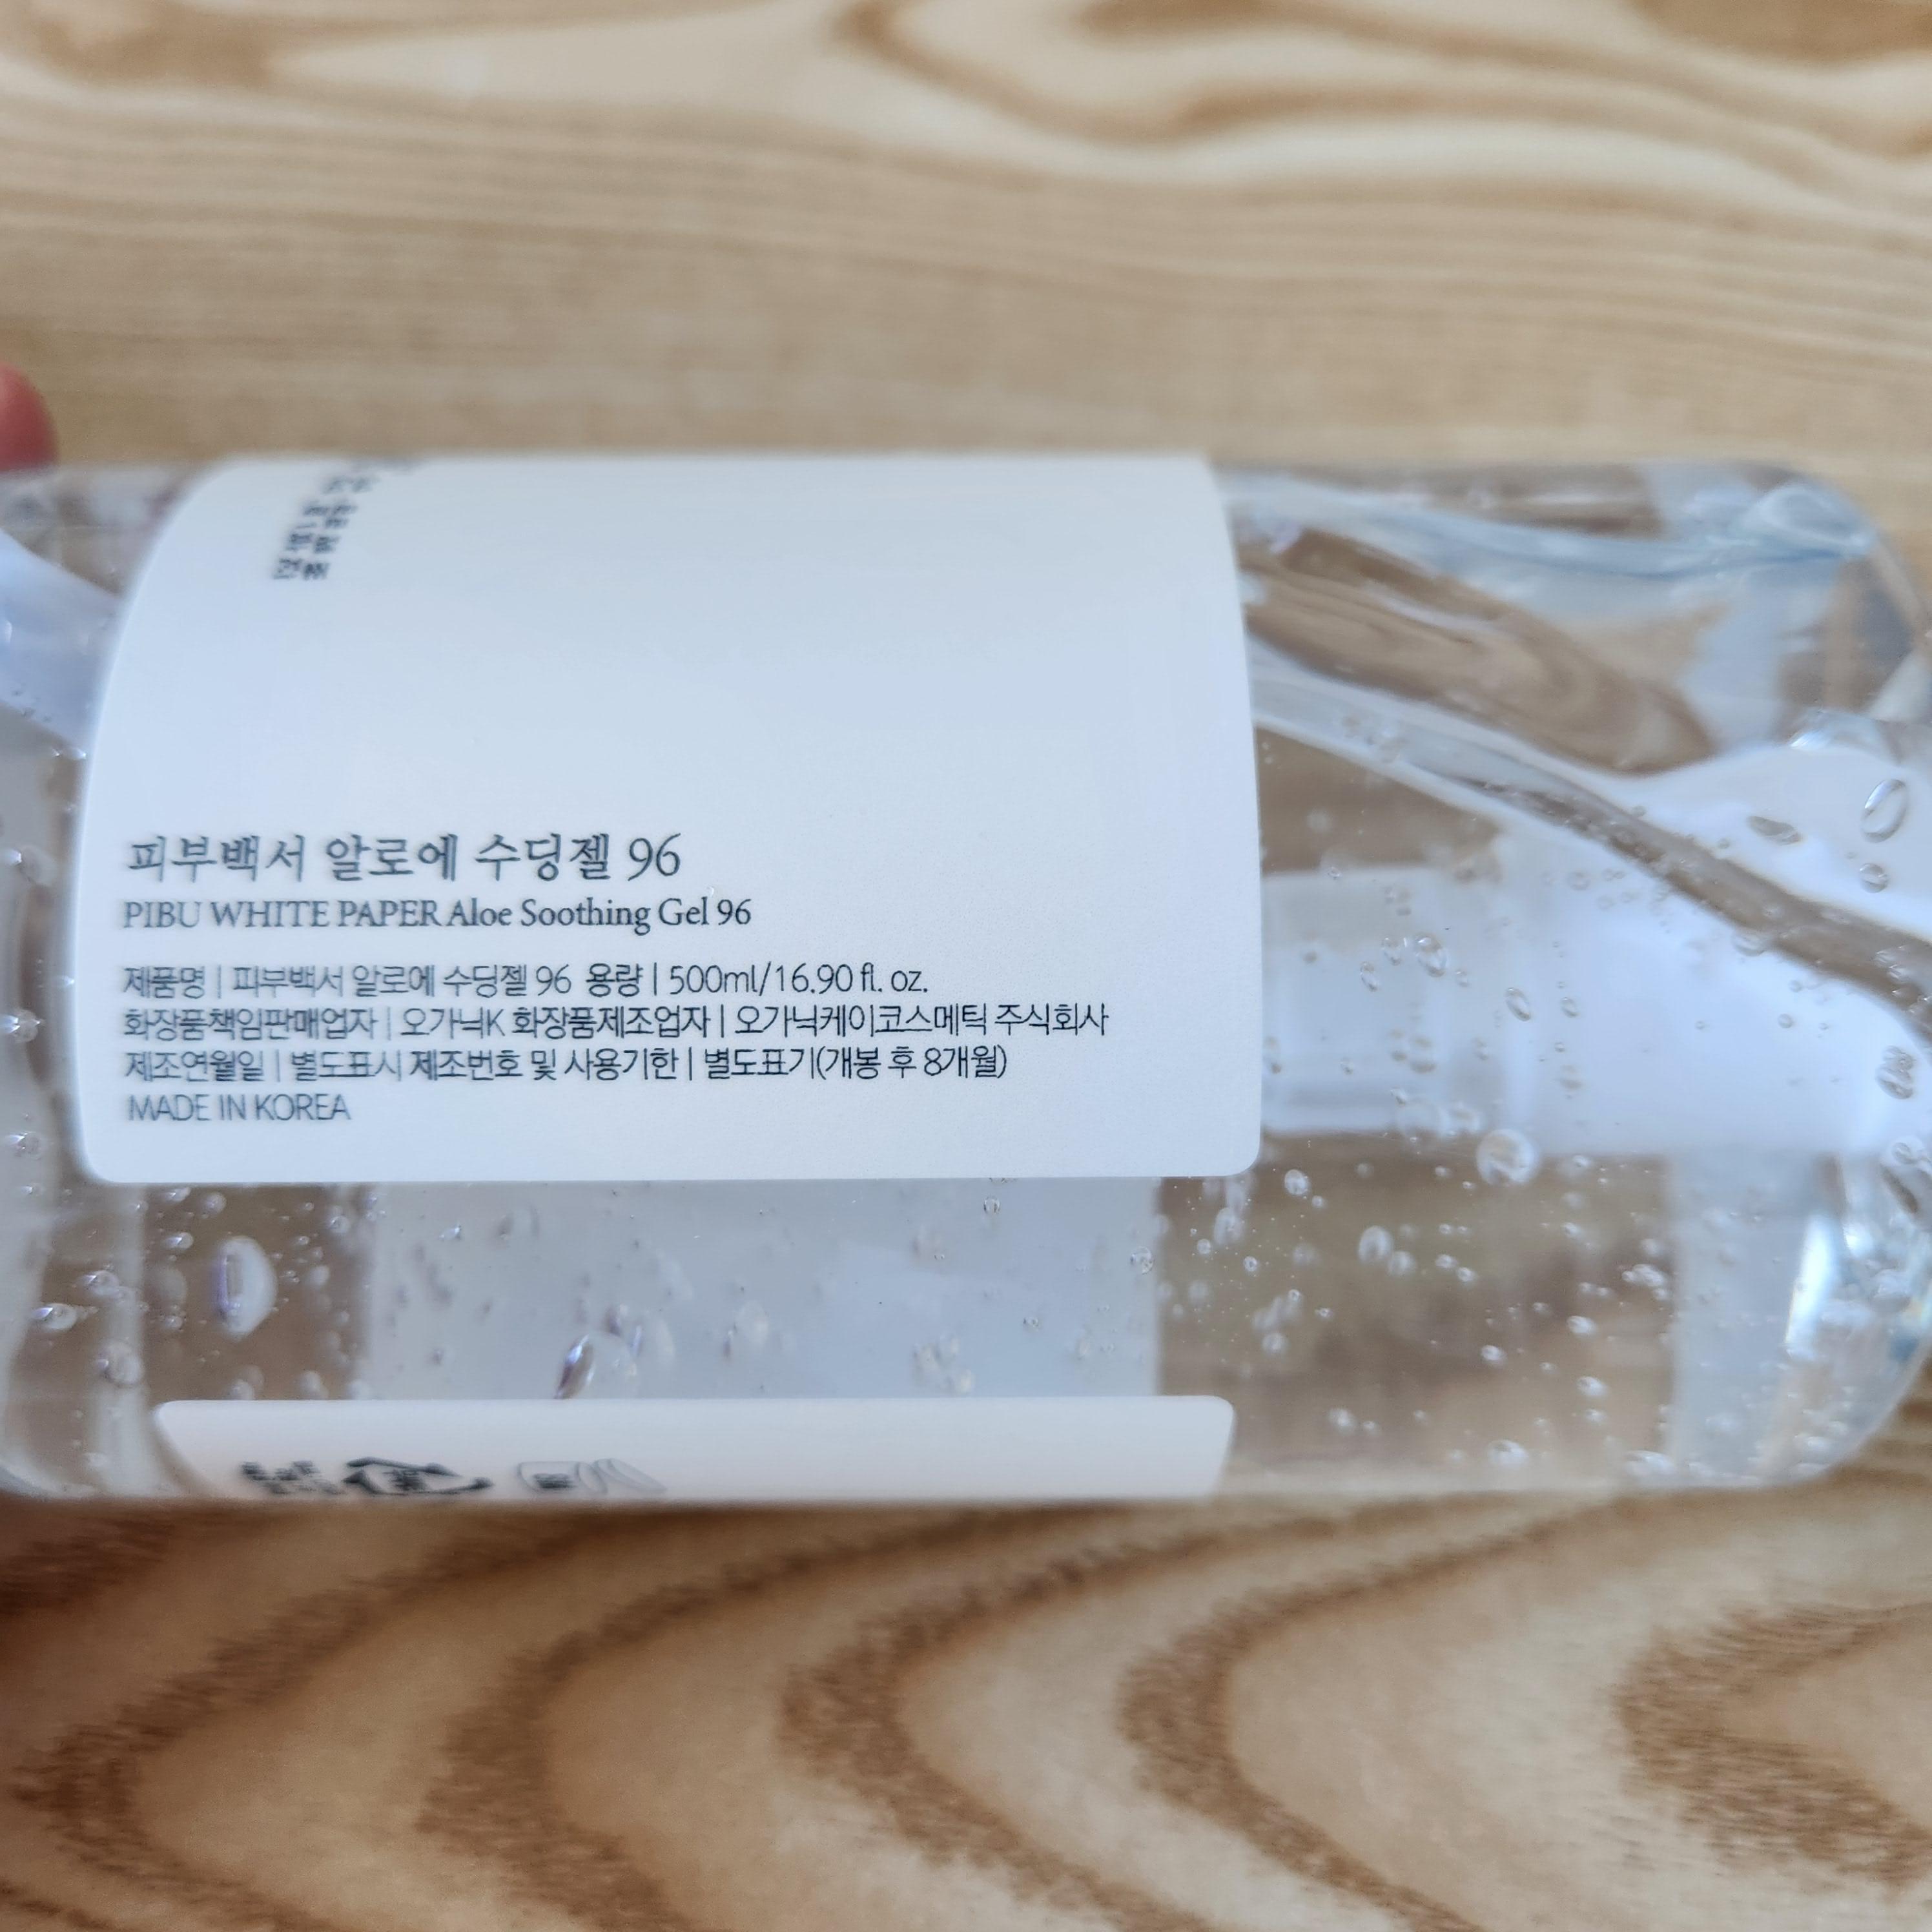 피부백서 알로에 수딩젤 96
PIBU WHITE PAPER Aloe Soothing Gel 96
제품명 | 피부백서 알로에 수딩젤 96 용량 | 500ml/16.90 fl. oz.
화장품책임판매업자 | 오가닉K 화장품제조업자 | 오가닉케이코스메틱 주식회사
제조연월일 | 별도표시 제조번호 및 사용기한 | 별도표기(개봉 후 8개월)
MADE IN KOREA